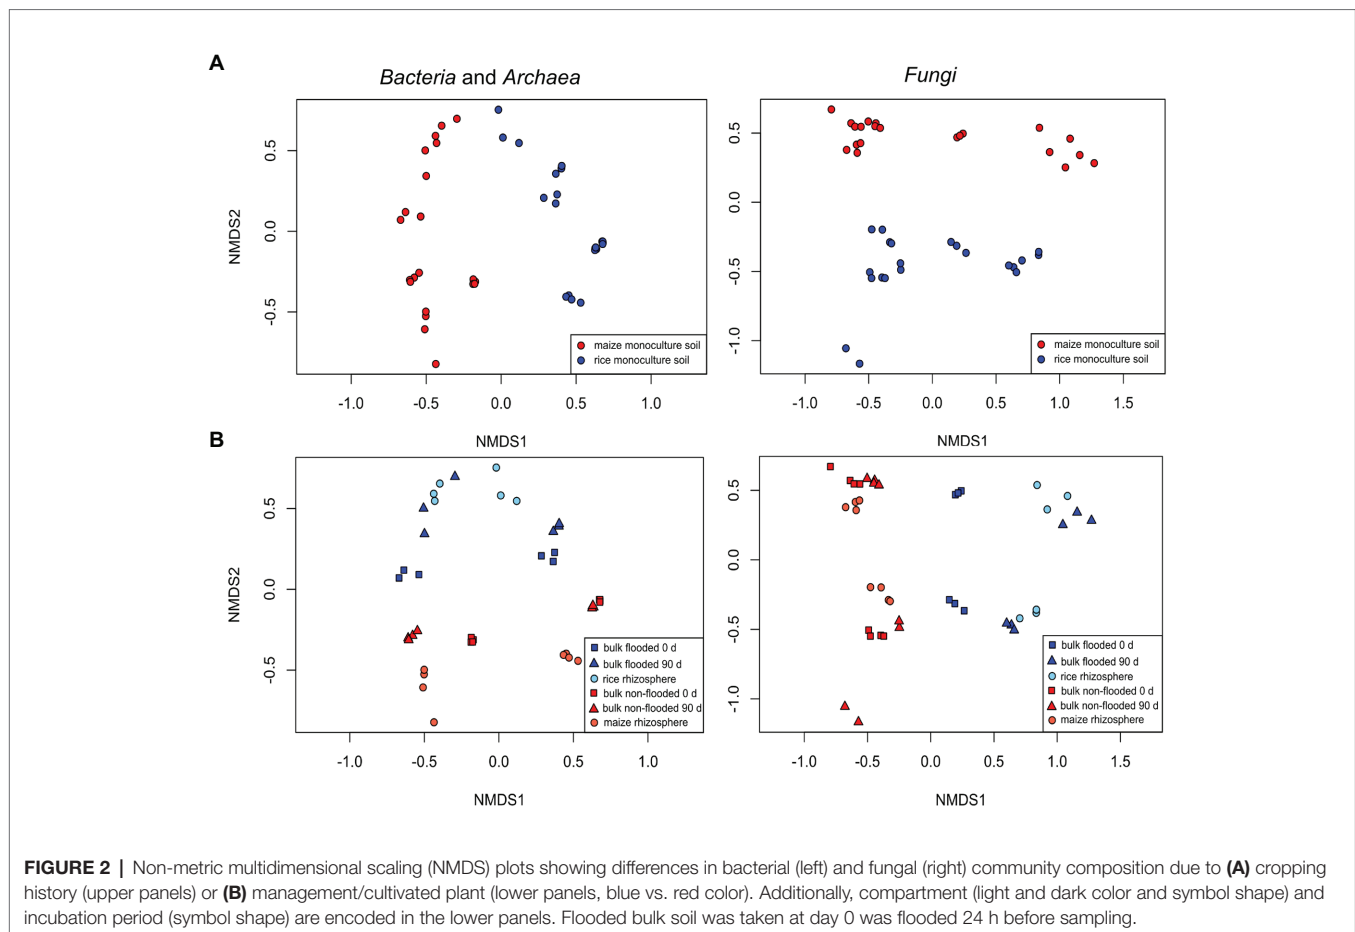 A
Bacteria and Archaea
Fungi
NMDS2
0.5
0.0
-0.5
maize monoculture soil
rice monoculture soil
-1.0 -0.5 0.0 0.5 1.0
NMDS1
0.5
0.0
-0.5
-1.0
maize monoculture soil
rice monoculture soil
-1.0 -0.5 0.0 0.5 1.0 1.5
NMDS1
B
NMDS2
0.5
0.0
-0.5
bulk flooded 0 d
bulk flooded 90 d
rice rhizosphere
bulk non-flooded 0 d
bulk non-flooded 90 d
maize rhizosphere
-1.0 -0.5 0.0 0.5 1.0
NMDS1
0.5
0.0
-0.5
-1.0
bulk flooded 0 d
bulk flooded 90 d
rice rhizosphere
bulk non-flooded 0 d
bulk non-flooded 90 d
maize rhizosphere
-1.0 -0.5 0.0 0.5 1.0 1.5
NMDS1
FIGURE 2 | Non-metric multidimensional scaling (NMDS) plots showing differences in bacterial (left) and fungal (right) community composition due to (A) cropping
history (upper panels) or (B) management/cultivated plant (lower panels, blue vs. red color). Additionally, compartment (light and dark color and symbol shape) and
incubation period (symbol shape) are encoded in the lower panels. Flooded bulk soil was taken at day 0 was flooded 24 h before sampling.